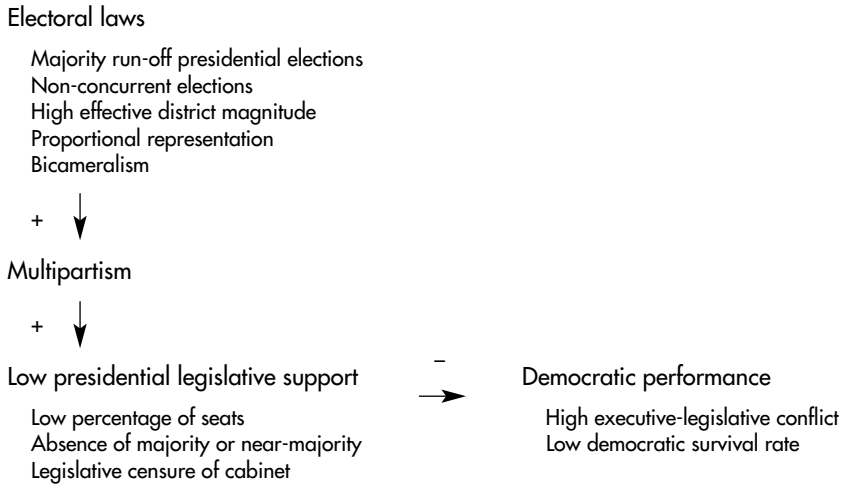 Electoral laws
Majority run-off presidential elections
Non-concurrent elections
High effective district magnitude
Proportional representation
Bicameralism
+
Multipartism
+
Low presidential legislative support
Low percentage of seats
Absence of majority or near-majority
Legislative censure of cabinet
–
Democratic performance
High executive-legislative conflict
Low democratic survival rate